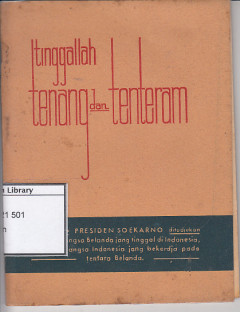 tinggallah
tenang dan tenteram
Library
21 501
PRESIDEN SOEKARNO ditudjukan
Belanda jang tinggal di Indonesia,
angsa Indonesia jang bekerdja pada
tentara Belanda.